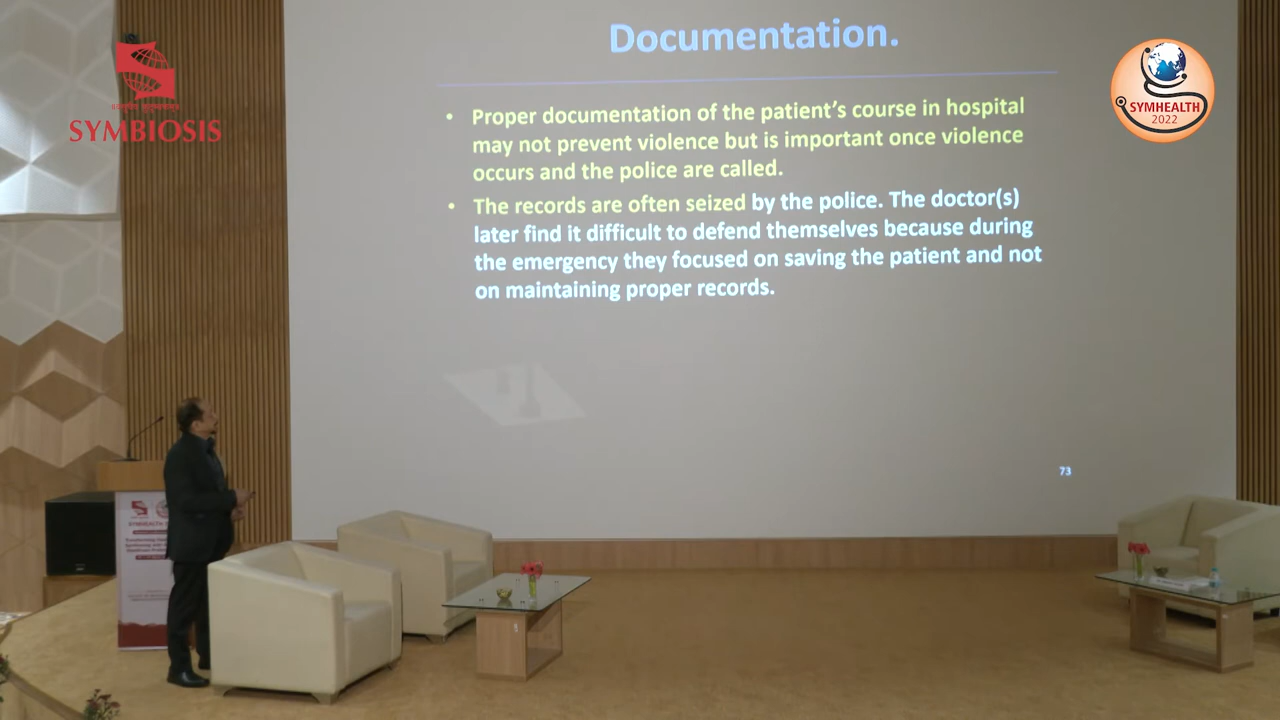 Documentation.
• Proper documentation of the patient's course in hospital
may not prevent violence but is important once violence
occurs and the police are called.
• The records are often seized by the police. The doctor(s)
later find it difficult to defend themselves because during
the emergency they focused on saving the patient and not
on maintaining proper records.
73
SYMBIOSIS
SYMHEALTH
2022